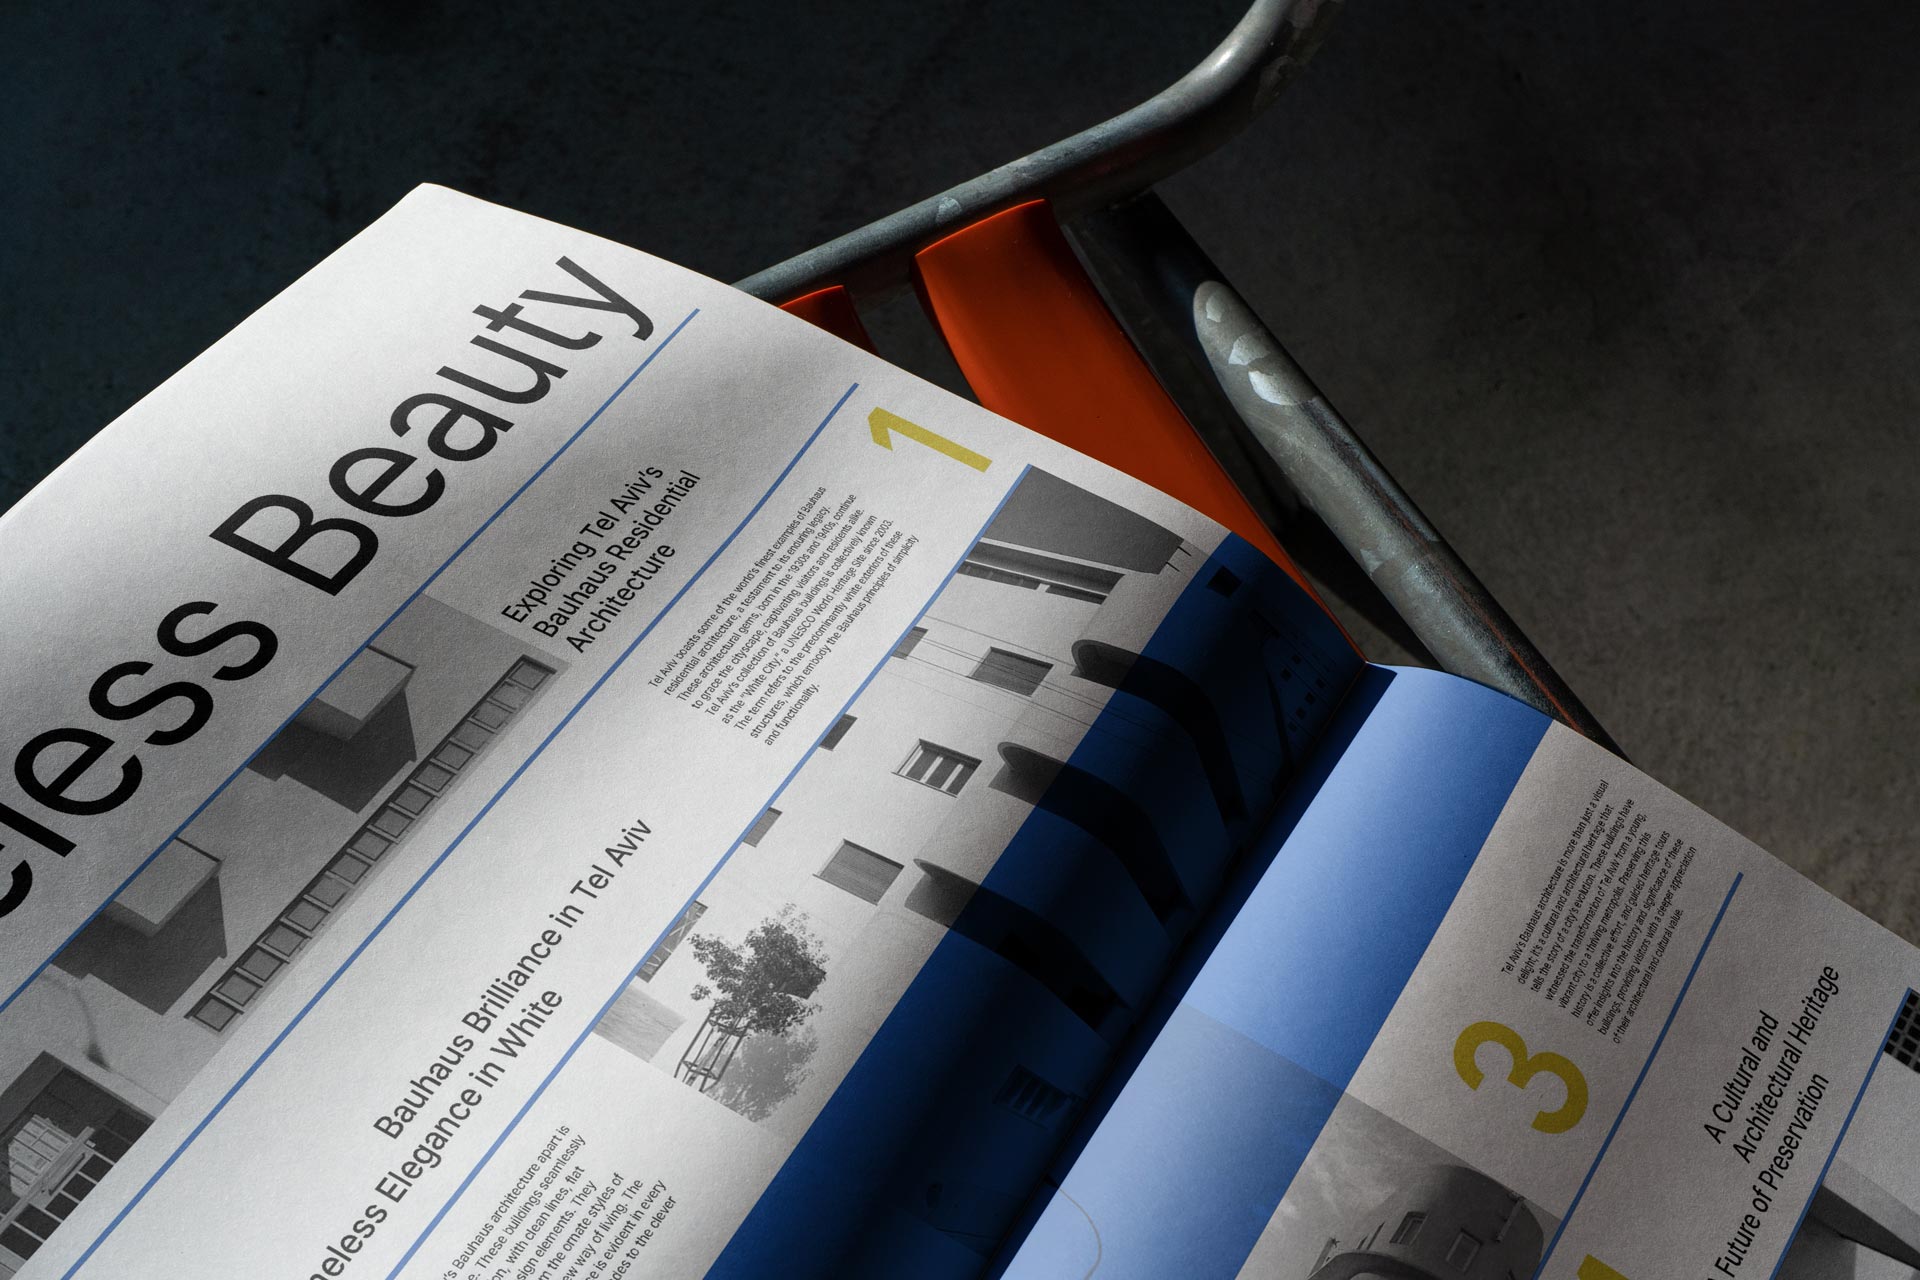 eless Beauty
Exploring Tel Aviv's
Bauhaus Residential
Architecture
1
Tel Aviv boasts some of the world's finest examples of Bauhaus
residential architecture, a testament to its enduring legacy.
These architectural gems, born in the 1930s and 1940s, continue
to grace the cityscape, captivating visitors and residents alike.
Tel Aviv's collection of Bauhaus buildings is collectively known
as the "White City," a UNESCO World Heritage Site since 2003.
The term refers to the predominantly white exteriors of these
structures, which embody the Bauhaus principles of simplicity
and functionality.
Bauhaus Brilliance in Tel Aviv
neless Elegance in White
's Bauhaus architecture apart is
e. These buildings seamlessly
on, with clean lines, flat
sign elements. They
m the ornate styles of
ew way of living. The
ce is evident in every
des to the clever
Tel Aviv's Bauhaus architecture is more than just a visual
delight; it's a cultural and architectural heritage that
tells the story of a city's evolution. These buildings have
witnessed the transformation of Tel Aviv from a young,
vibrant city to a thriving metropolis. Preserving this
history is a collective effort, and guided heritage tours
offer insights into the history and significance of these
buildings, providing visitors with a deeper appreciation
of their architectural and cultural value.
3
A Cultural and
Architectural Heritage
Future of Preservation